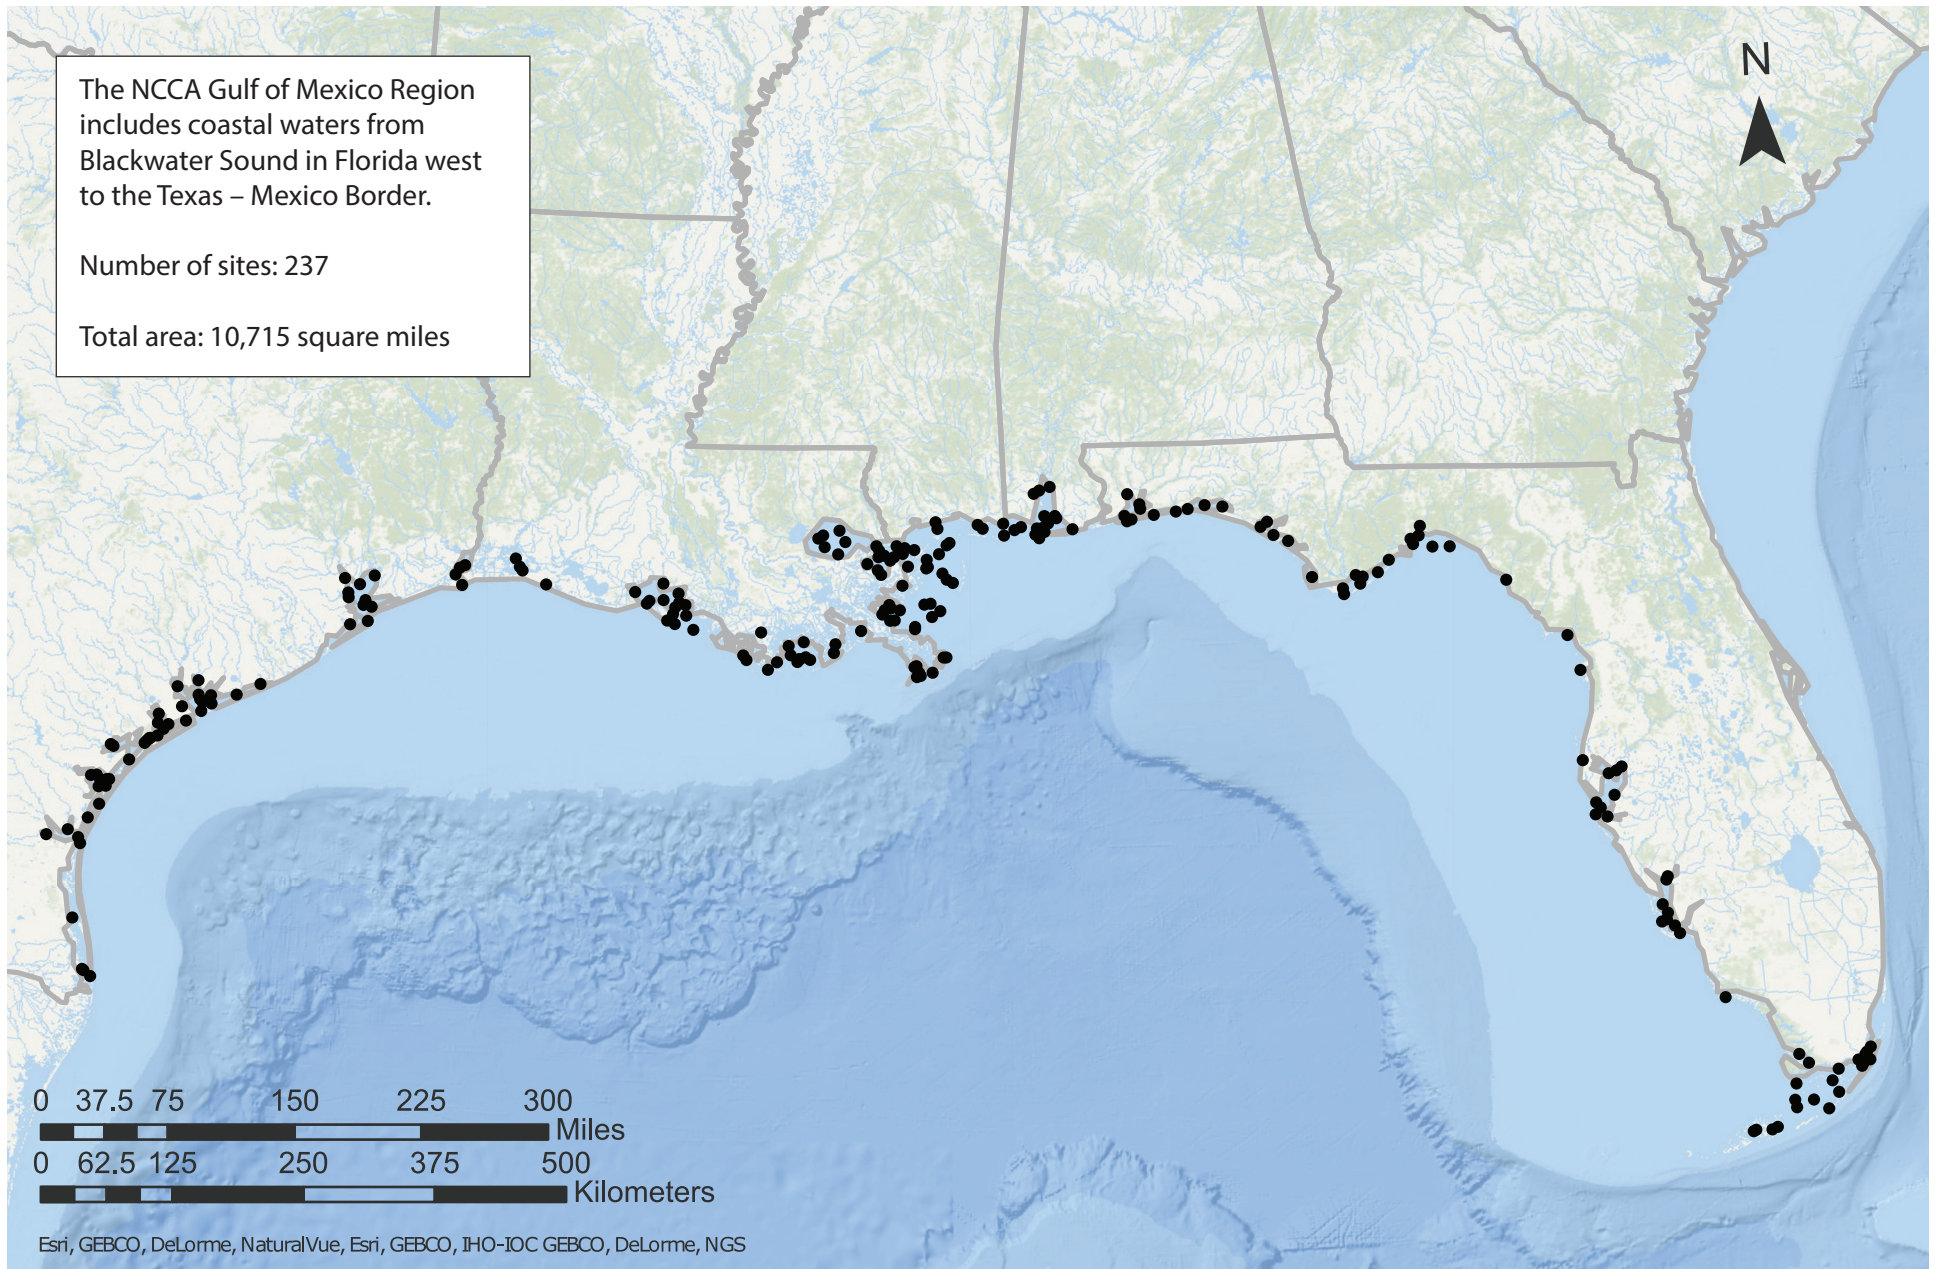 The NCCA Gulf of Mexico Region
includes coastal waters from
Blackwater Sound in Florida west
to the Texas – Mexico Border.
Number of sites: 237
Total area: 10,715 square miles
N
0 37.5 75 150 225 300
Miles
0 62.5 125 250 375 500
Kilometers
Esri, GEBCO, DeLorme, NaturalVue, Esri, GEBCO, IHO-IOC GEBCO, DeLorme, NGS